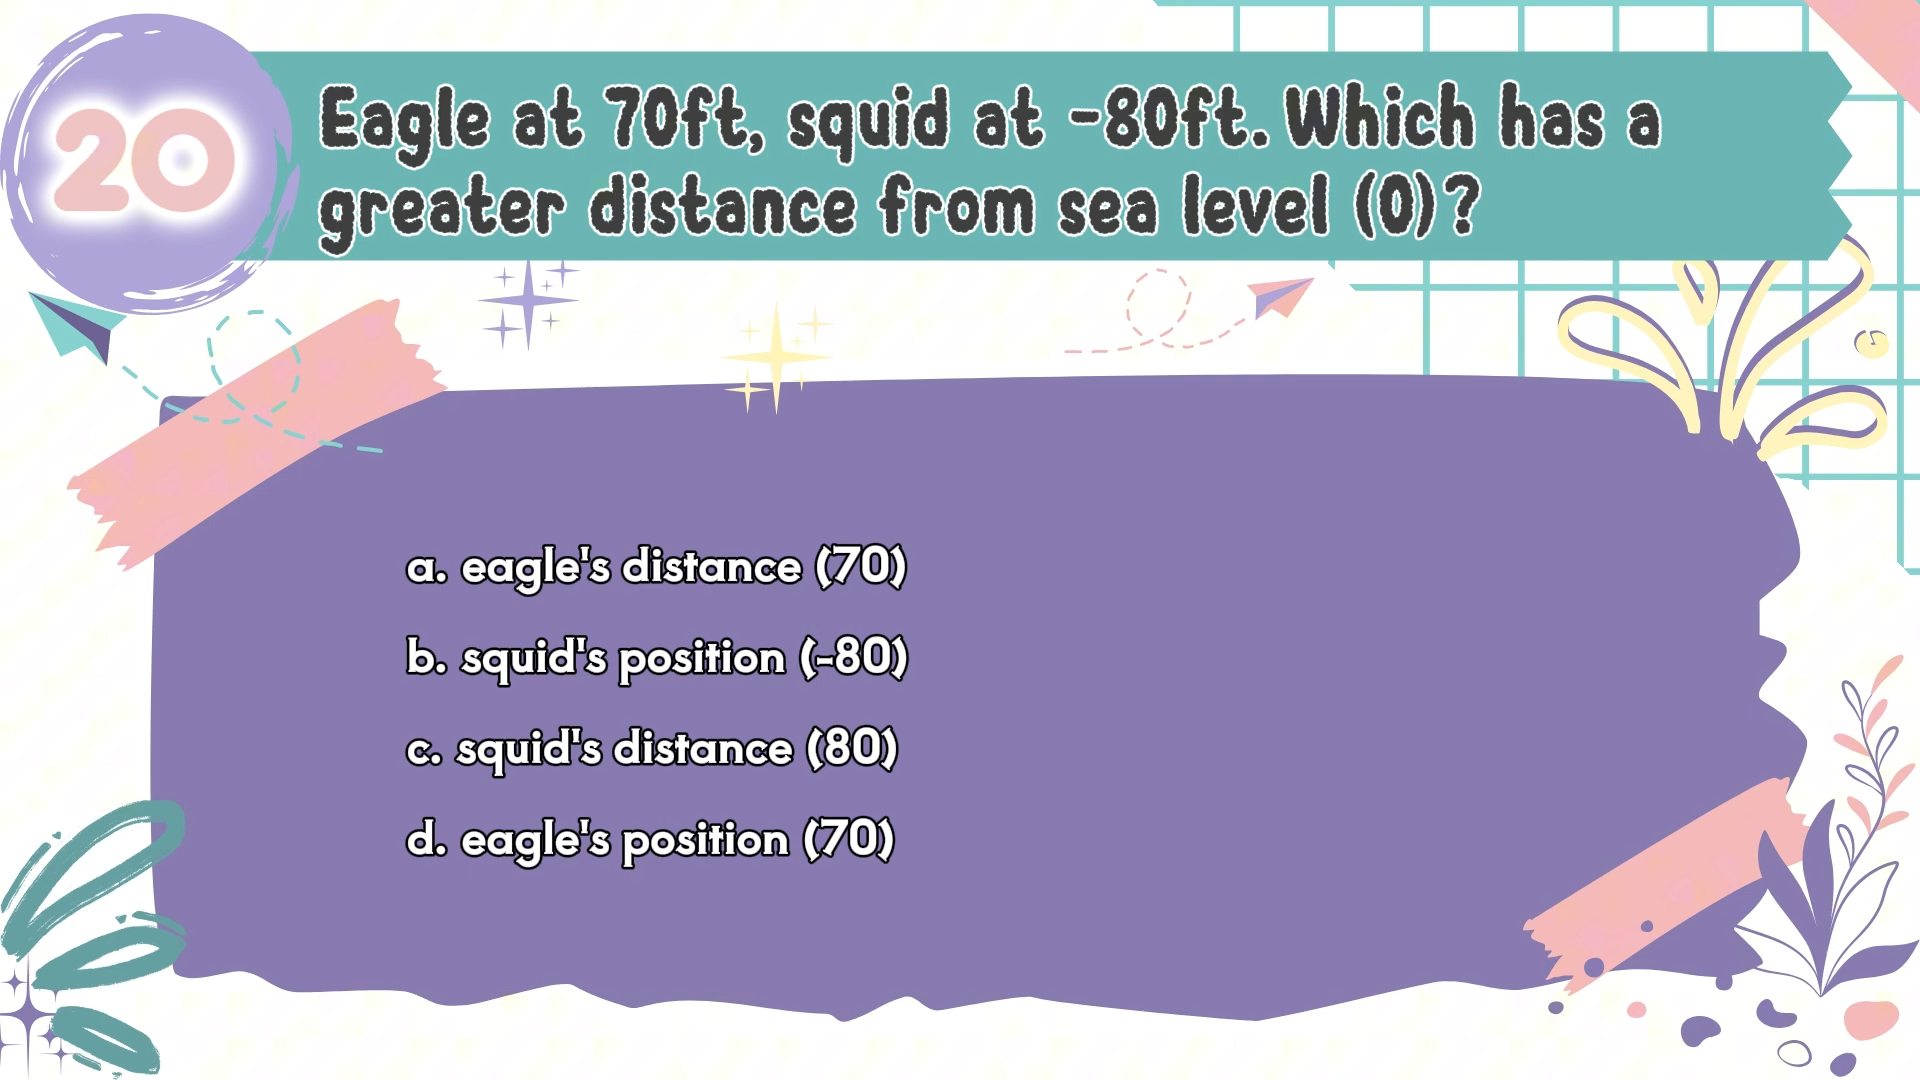 20
Eagle at 70ft, squid at -80ft. Which has a
greater distance from sea level (0)?
a. eagle's distance (70)
b. squid's position (-80)
c. squid's distance (80)
d. eagle's position (70)